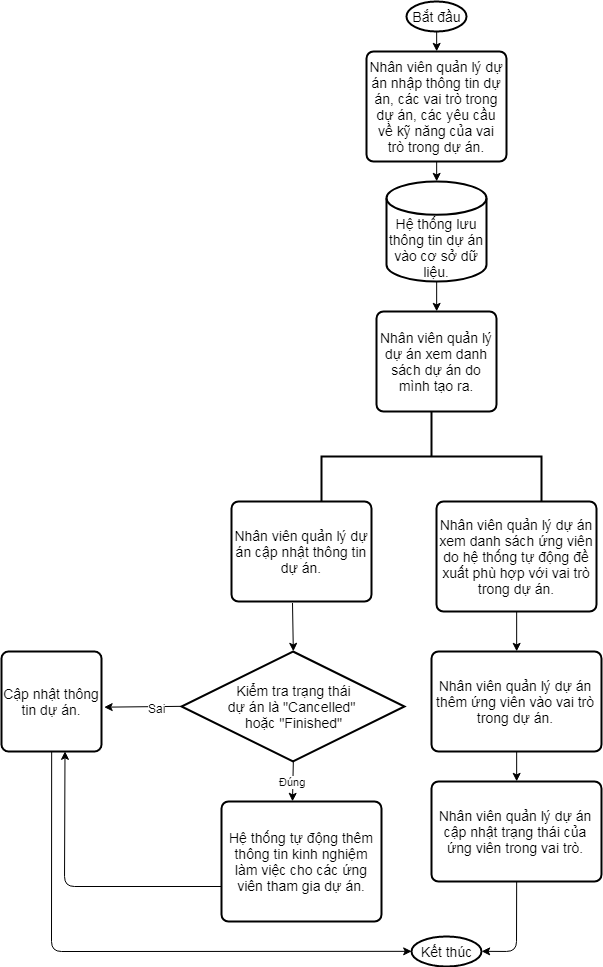 Bắt đầu
Nhân viên quản lý dự
án nhập thông tin dự
án, các vai trò trong
dự án, các yêu cầu
về kỹ năng của vai
trò trong dự án.
Hệ thống lưu
thông tin dự án
vào cơ sở dữ
liệu.
Nhân viên quản lý
dự án xem danh
sách dự án do
mình tạo ra.
Nhân viên quản lý dự
án cập nhật thông tin
dự án.
Nhân viên quản lý dự án
xem danh sách ứng viên
do hệ thống tự động đề
xuất phù hợp với vai trò
trong dự án.
Cập nhật thông
tin dự án.
Sai
Kiểm tra trạng thái
dự án là "Cancelled"
hoặc "Finished"
Nhân viên quản lý dự án
thêm ứng viên vào vai trò
trong dự án.
Đúng
Hệ thống tự động thêm
thông tin kinh nghiệm
làm việc cho các ứng
viên tham gia dự án.
Nhân viên quản lý dự án
cập nhật trạng thái của
ứng viên trong vai trò.
Kết thúc